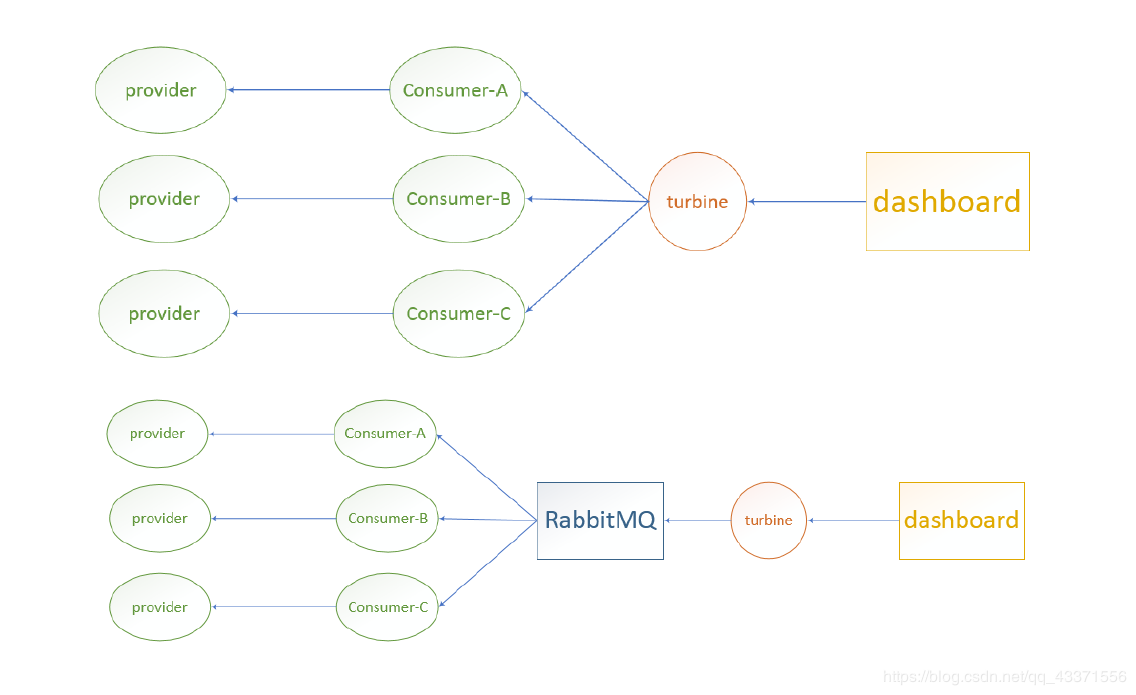 provider
Consumer-A
provider
Consumer-B
turbine
dashboard
provider
Consumer-C
provider
Consumer-A
provider
Consumer-B
RabbitMQ
turbine
dashboard
provider
Consumer-C
https://blog.csdn.net/qq_43371556